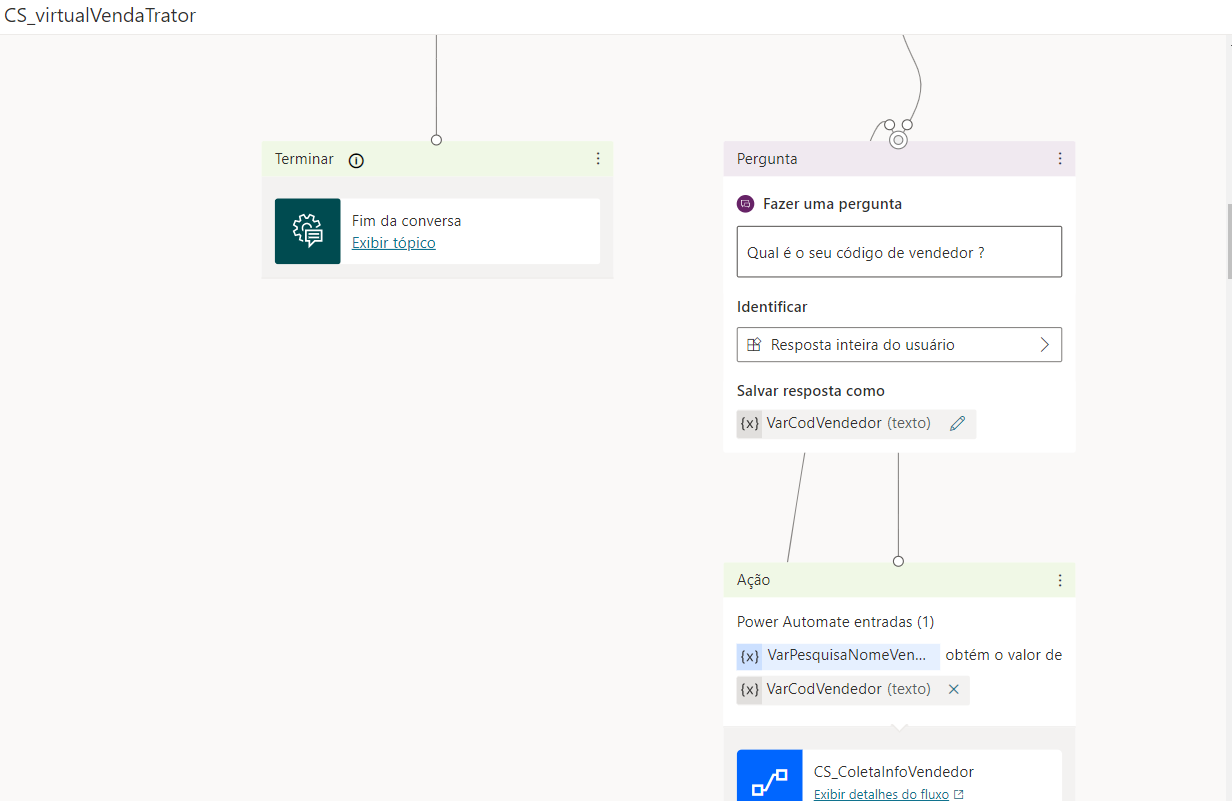 CS_virtualVendaTrator
Terminar
Fim da conversa
Exibir tópico
Pergunta
Fazer uma pergunta
Qual é o seu código de vendedor ?
Identificar
Resposta inteira do usuário
Salvar resposta como
{x} VarCodVendedor (texto)
Ação
Power Automate entradas (1)
{x} VarPesquisaNomeVen... obtém o valor de
{x} VarCodVendedor (texto)
CS_ColetaInfoVendedor
Exibir detalhes do fluxo